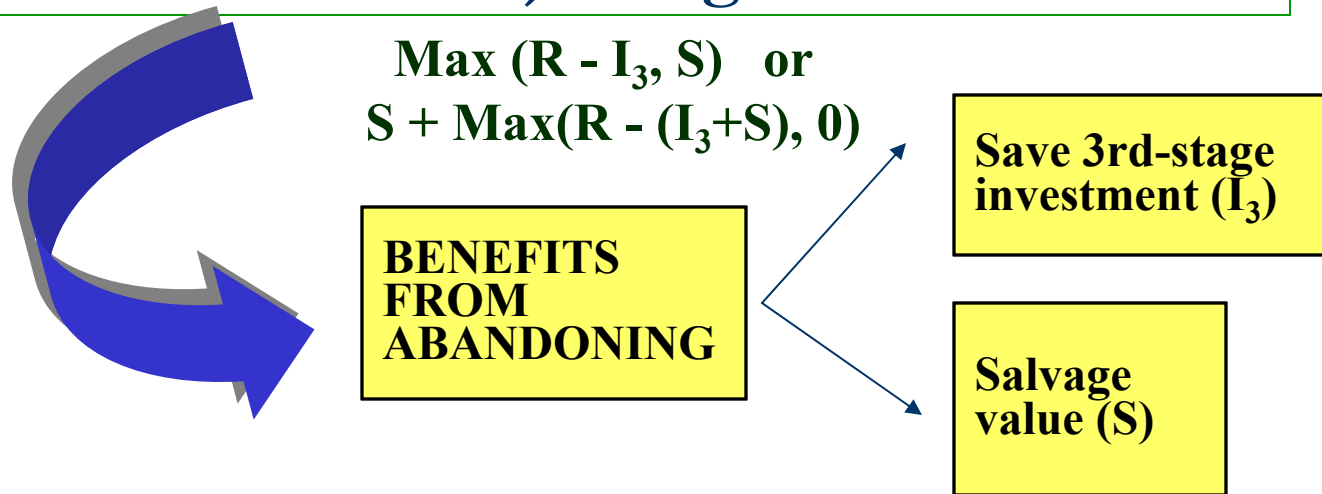 Max (R - I₃, S) or
S + Max(R - (I₃+S), 0)
BENEFITS
FROM
ABANDONING
Save 3rd-stage
investment (I₃)
Salvage
value (S)